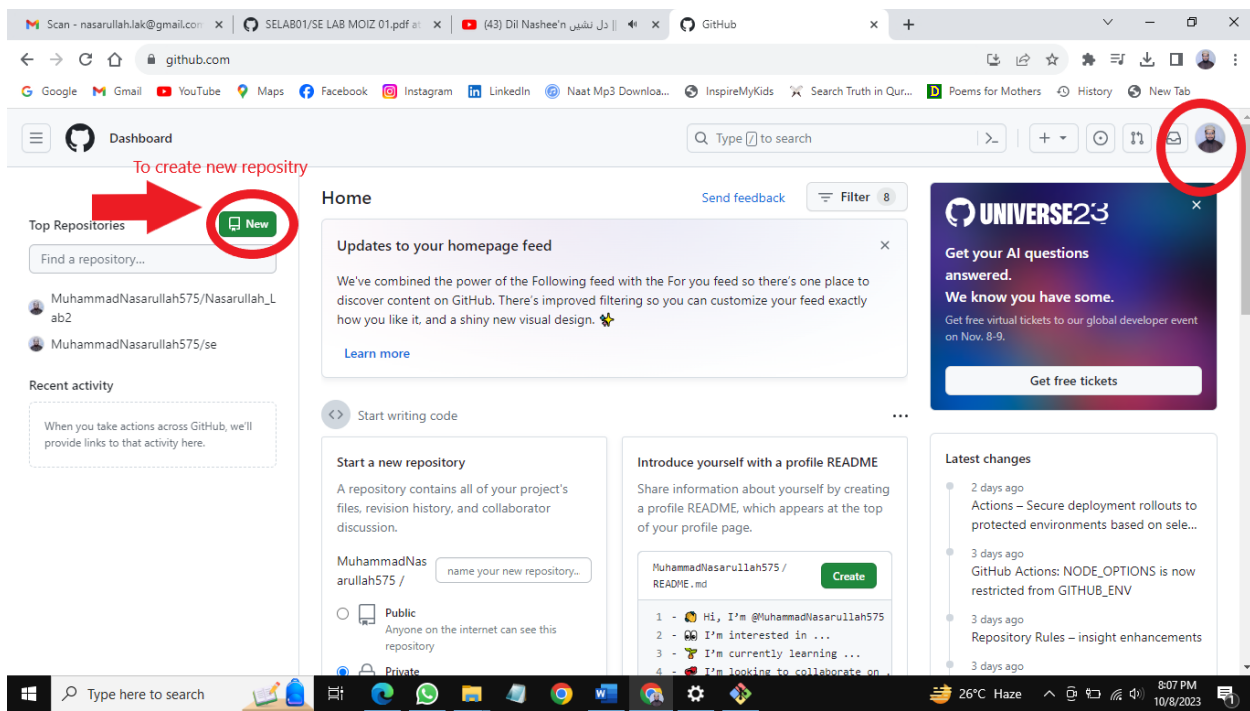 Scan - nasarullah.lak@gmail.com
SELAB01/SE LAB MOIZ 01.pdf at
(43) Dil Nashee'n دل نشیں ||
GitHub
github.com
Google Gmail YouTube Maps Facebook Instagram LinkedIn Naat Mp3 Downloa... InspireMyKids Search Truth in Qur... Poems for Mothers History New Tab
Dashboard
Type / to search
To create new repositry
Top Repositories
New
Find a repository...
MuhammadNasarullah575/Nasarullah_L
ab2
MuhammadNasarullah575/se
Recent activity
When you take actions across GitHub, we'll
provide links to that activity here.
Home
Send feedback
Filter 8
Updates to your homepage feed
We've combined the power of the Following feed with the For you feed so there's one place to
discover content on GitHub. There's improved filtering so you can customize your feed exactly
how you like it, and a shiny new visual design. ✨
Learn more
Start writing code
Start a new repository
A repository contains all of your project's
files, revision history, and collaborator
discussion.
MuhammadNas
arullah575 /
name your new repository...
Public
Anyone on the internet can see this
repository
Private
Introduce yourself with a profile README
Share information about yourself by creating
a profile README, which appears at the top
of your profile page.
MuhammadNasarullah575 /
README.md
Create
1 - 👋 Hi, I'm @MuhammadNasarullah575
2 - 👀 I'm interested in ...
3 - 🌱 I'm currently learning ...
4 - 💞️ I'm looking to collaborate on .
UNIVERSE23
Get your AI questions
answered.
We know you have some.
Get free virtual tickets to our global developer event
on Nov. 8-9.
Get free tickets
Latest changes
2 days ago
Actions – Secure deployment rollouts to
protected environments based on sele...
3 days ago
GitHub Actions: NODE_OPTIONS is now
restricted from GITHUB_ENV
3 days ago
Repository Rules – insight enhancements
3 days ago
Type here to search
26°C Haze
8:07 PM
10/8/2023
1